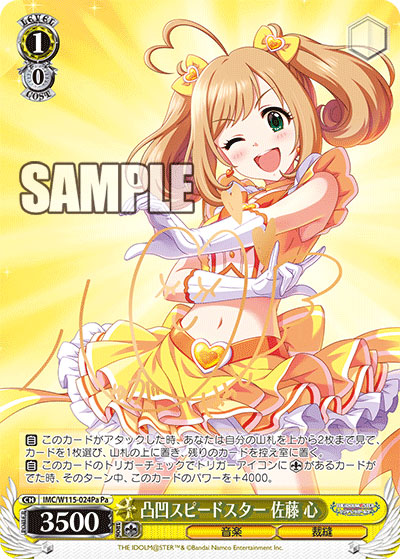 LEVEL
1
0
COST
SAMPLE
自 このカードがアタックした時、あなたは自分の山札を上から2枚まで見て、
カードを1枚選び、山札の上に置き、残りのカードを控え室に置く。
自 このカードのトリガーチェックでトリガーアイコンに があるカードが
でた時、そのターン中、このカードのパワーを+4000。
CH IMC/W115-024Pa Pa
凸凹スピードスター 佐藤 心
3500
音楽 裁縫
THE IDOLM@STER™& ©Bandai Namco Entertainment Inc.